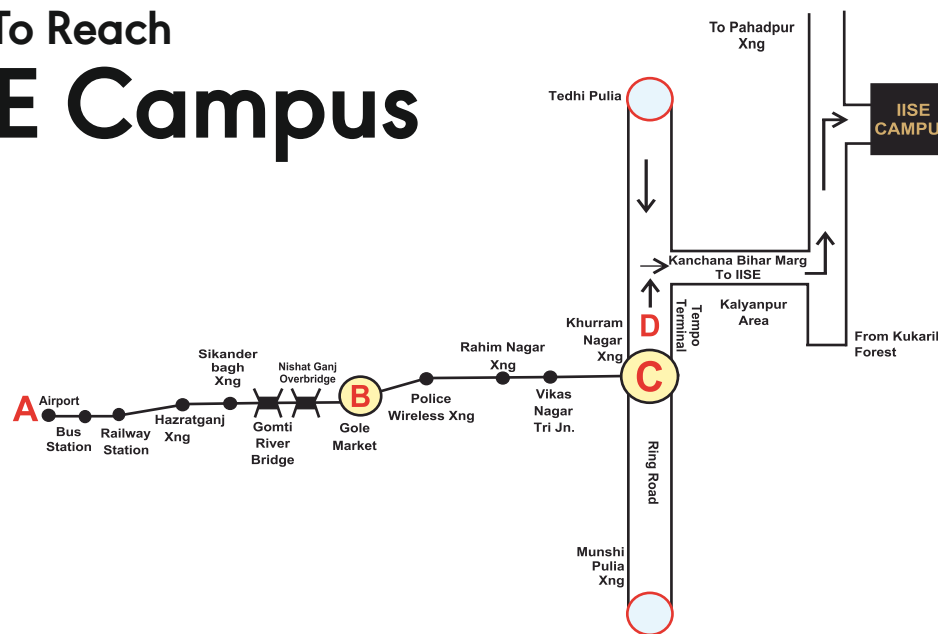 To Reach
E Campus
To Pahadpur
Xng
Tedhi Pulia
IISE
CAMPU
Kanchana Bihar Marg
To IISE
Kalyanpur
Area
Tempo
Terminal
D
Khurram
Nagar
Xng
From Kukaril
Forest
C
Rahim Nagar
Xng
Sikander
bagh
Xng
Nishat Ganj
Overbridge
B
A
Airport
Bus
Station
Railway
Station
Hazratganj
Xng
Gomti
River
Bridge
Gole
Market
Police
Wireless Xng
Vikas
Nagar
Tri Jn.
Ring Road
Munshi
Pulia
Xng